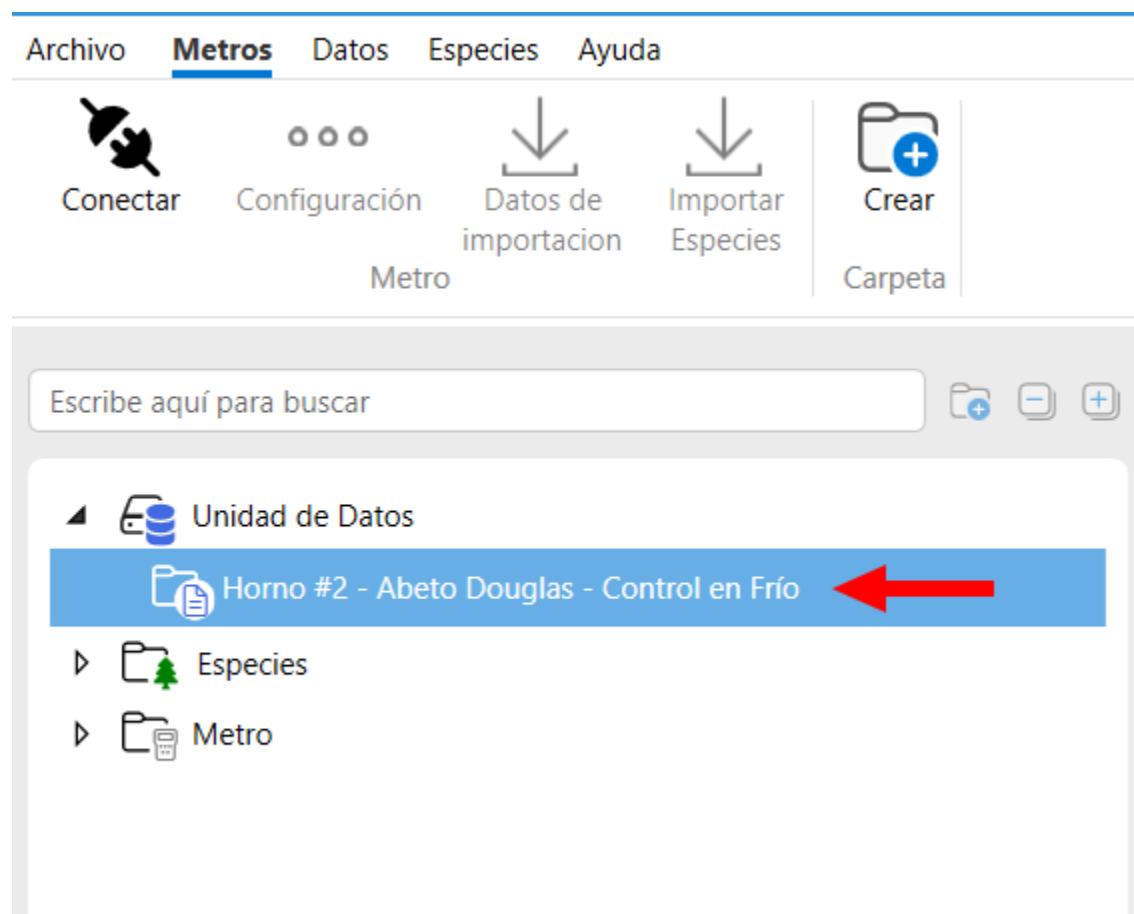 Archivo Metros Datos Especies Ayuda
Conectar Configuración Datos de importacion Importar Especies Crear
Metro Carpeta
Escribe aquí para buscar
Unidad de Datos
Horno #2 - Abeto Douglas - Control en Frío
Especies
Metro